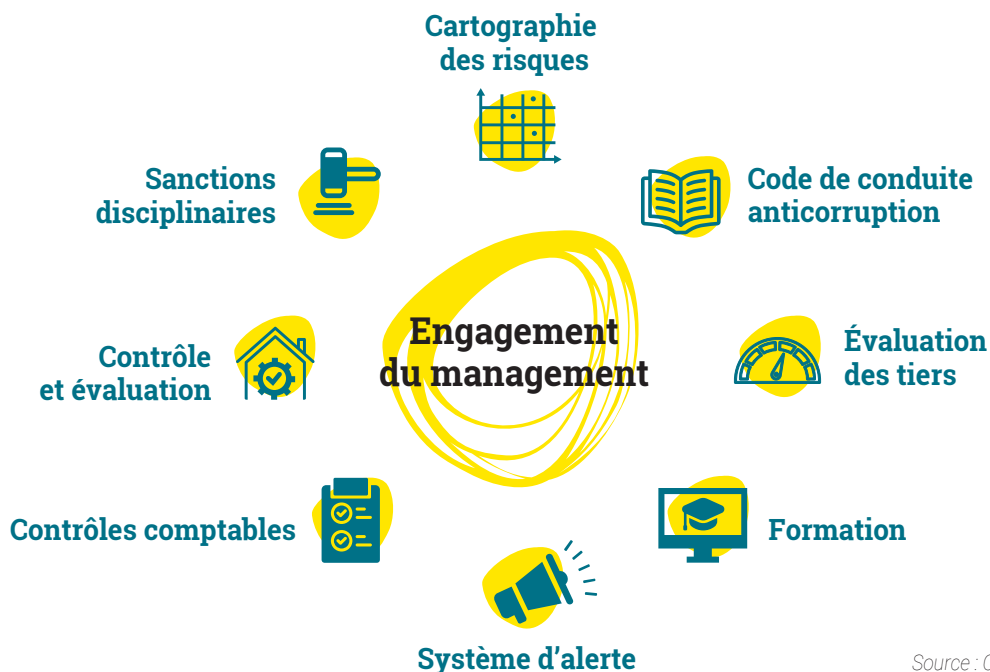 Cartographie
des risques
Sanctions
disciplinaires
Code de conduite
anticorruption
Engagement
du management
Contrôle
et évaluation
Évaluation
des tiers
Contrôles comptables
Formation
Système d’alerte
Source :